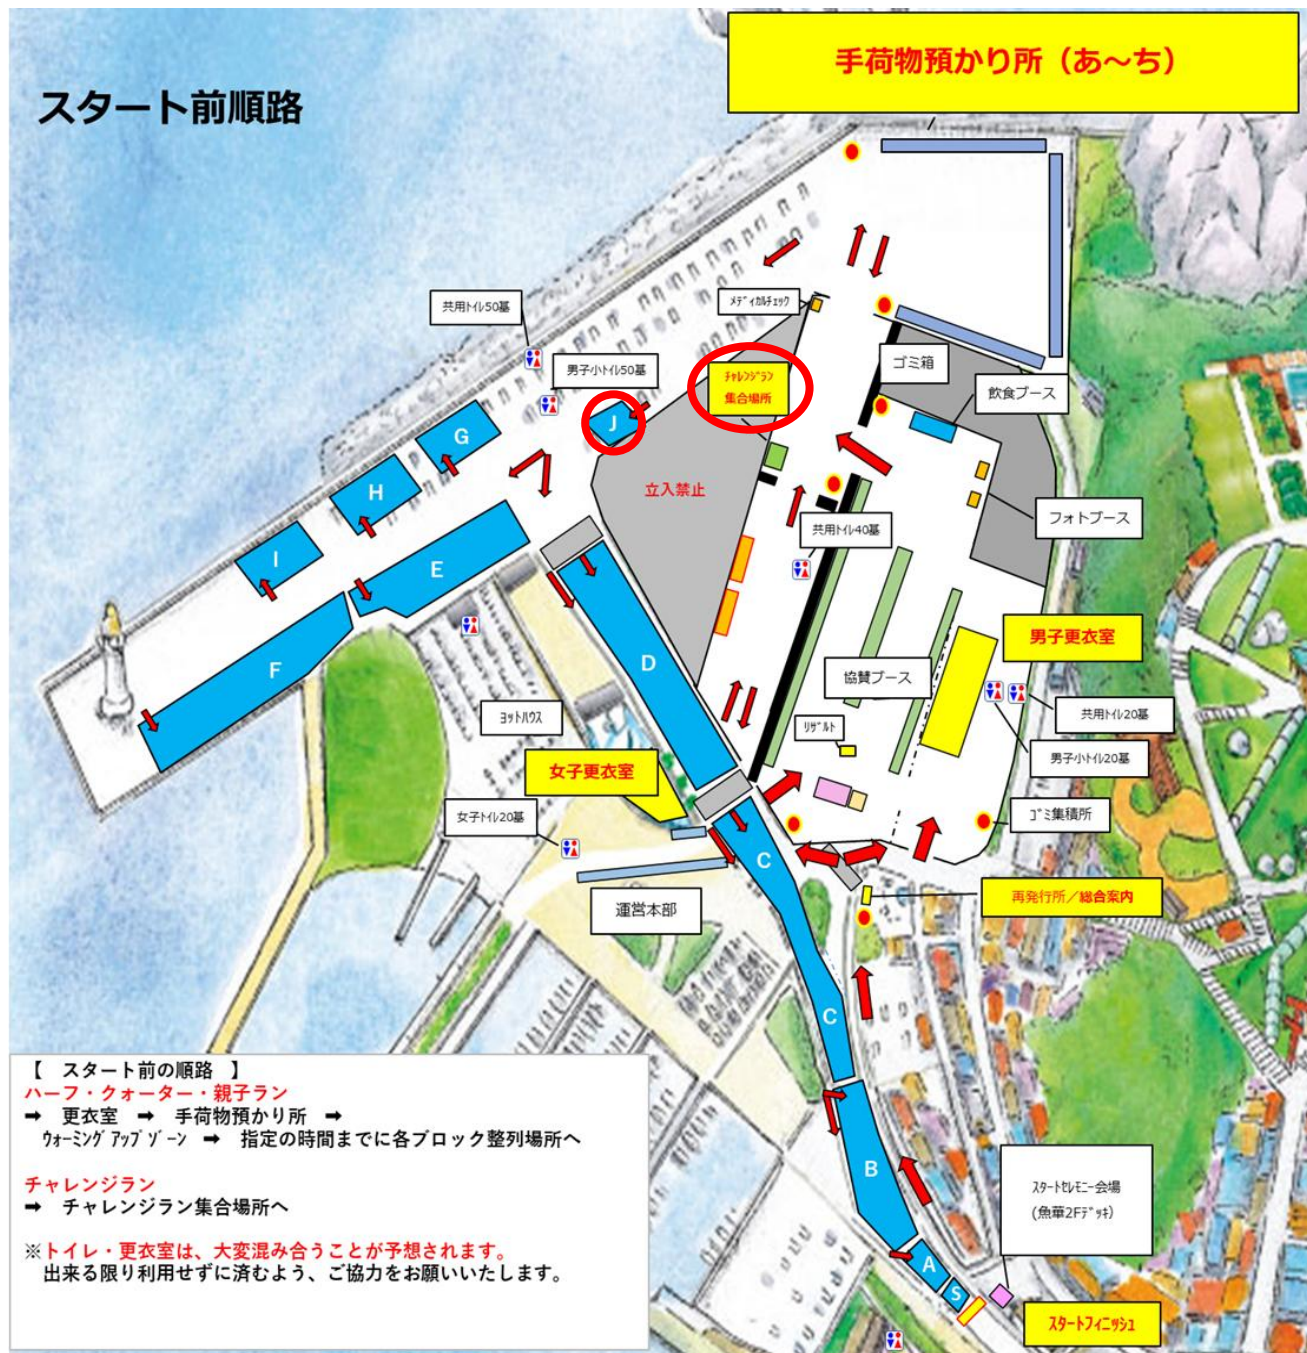 手荷物預かり所（あ～ち）
スタート前順路
ﾒﾃﾞｨｶﾙﾁｪｯｸ
共用ﾄｲﾚ50基
男子小ﾄｲﾚ50基
ﾁｬﾚﾝｼﾞﾗﾝ
集合場所
ゴミ箱
飲食ブース
J
G
立入禁止
H
フォトブース
共用ﾄｲﾚ40基
I
E
男子更衣室
D
F
協賛ブース
ﾖｯﾄﾊｳｽ
共用ﾄｲﾚ20基
ﾘｻﾞﾙﾄ
男子小ﾄｲﾚ20基
女子更衣室
女子ﾄｲﾚ20基
ｺﾞﾐ集積所
C
再発行所／総合案内
運営本部
C
【　スタート前の順路　】
ハーフ・クォーター・親子ラン
➡　更衣室　➡　手荷物預かり所　➡
ｳｫｰﾐﾝｸﾞｱｯﾌﾟｿﾞｰﾝ　➡　指定の時間までに各ブロック整列場所へ
チャレンジラン
➡　チャレンジラン集合場所へ
※トイレ・更衣室は、大変混み合うことが予想されます。
出来る限り利用せずに済むよう、ご協力をお願いいたします。
B
ｽﾀｰﾄｾﾚﾓﾆｰ会場
(魚華2Fﾃﾞｯｷ)
A
S
ｽﾀｰﾄﾌｨﾆｯｼｭ